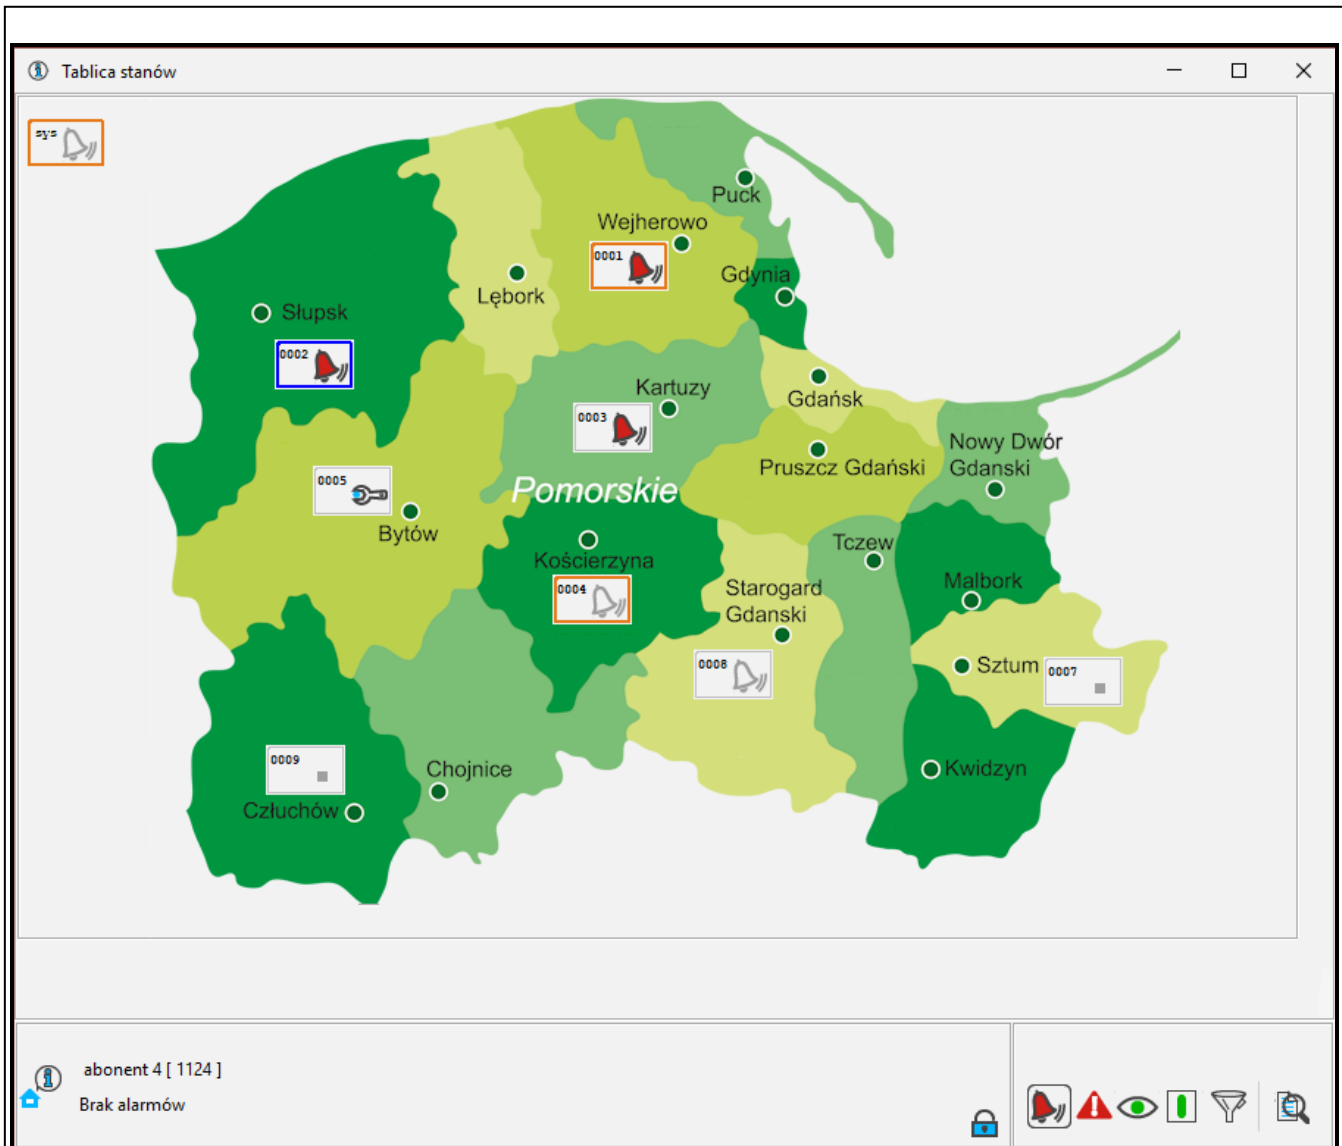 Tablica stanów
sys
Puck
Wejherowo
0001
Gdynia
Lębork
Słupsk
0002
Kartuzy
Gdańsk
0003
Nowy Dwór
Gdanski
Pruszcz Gdański
0005
Pomorskie
Bytów
Tczew
Kościerzyna
0004
Starogard
Gdanski
Malbork
0008
Sztum
0007
0009
Chojnice
Kwidzyn
Człuchów
abonent 4 [ 1124 ]
Brak alarmów